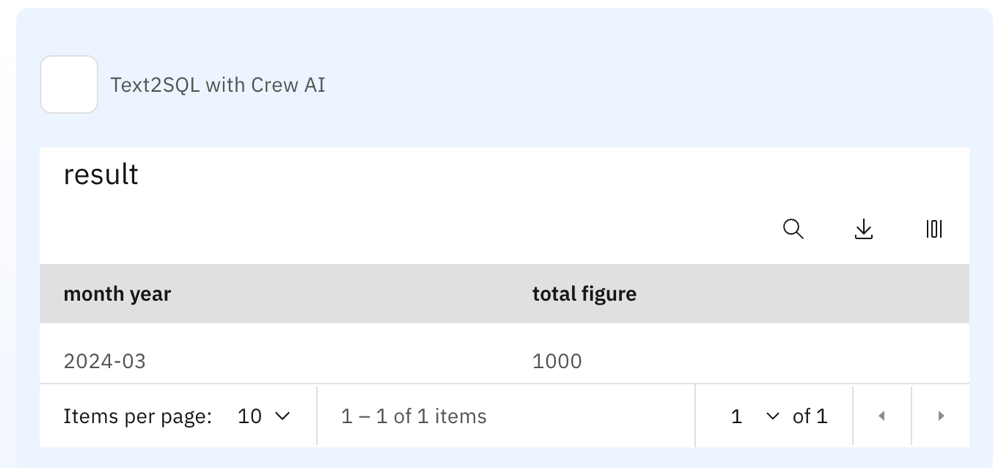 Text2SQL with Crew AI
result
month year total figure
2024-03 1000
Items per page: 10 1 – 1 of 1 items 1 of 1